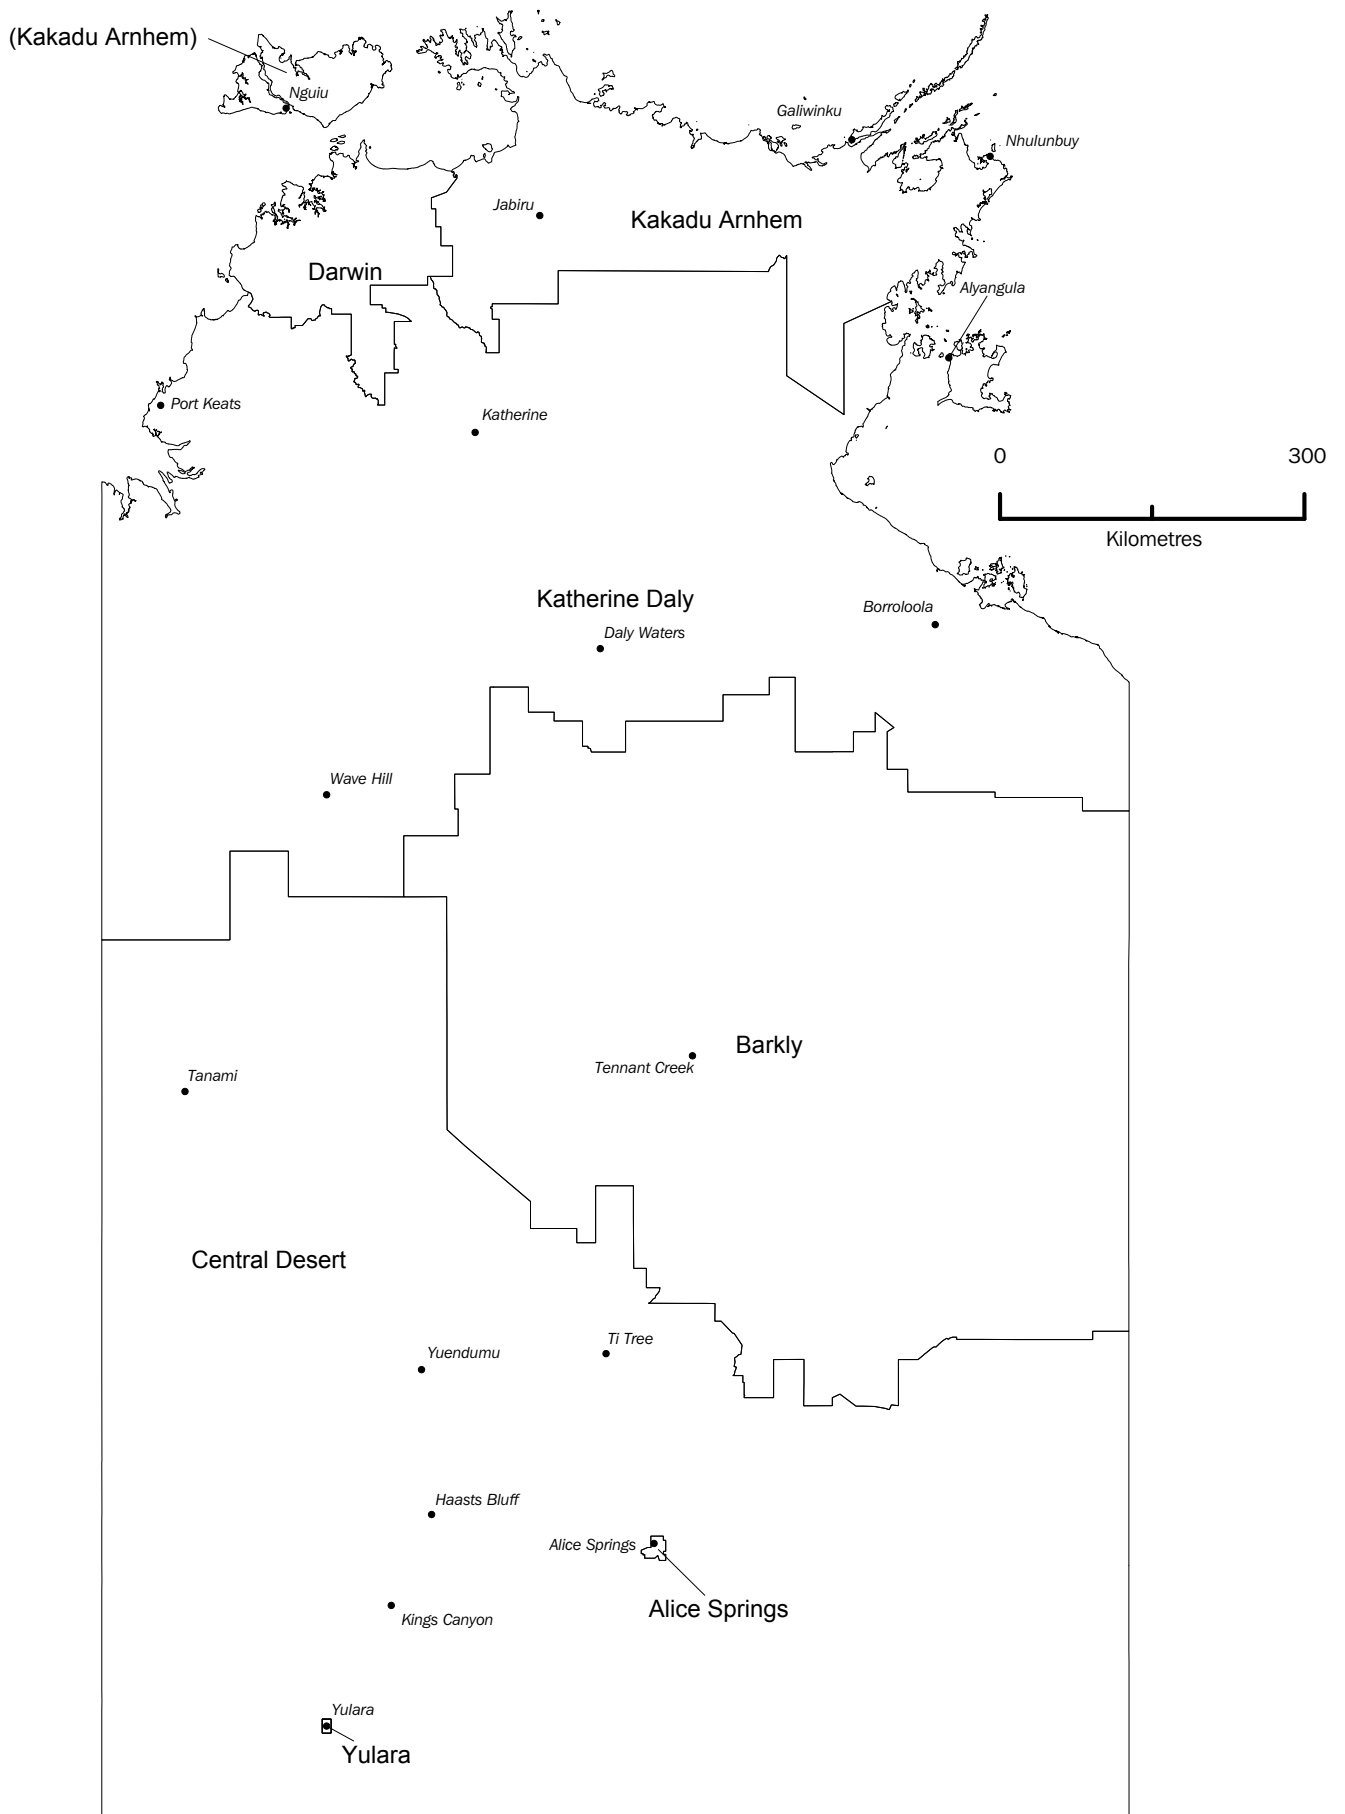 (Kakadu Arnhem)
Nguiu
Galiwinku
Nhulunbuy
Jabiru
Kakadu Arnhem
Darwin
Alyangula
Port Keats
Katherine
0 300
Kilometres
Katherine Daly
Borroloola
Daly Waters
Wave Hill
Barkly
Tennant Creek
Tanami
Central Desert
Ti Tree
Yuendumu
Haasts Bluff
Alice Springs
Alice Springs
Kings Canyon
Yulara
Yulara